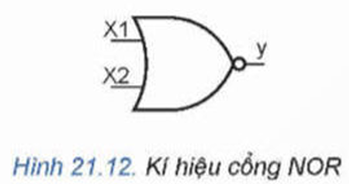 X1
y
X2
Hình 21.12. Kí hiệu cổng NOR